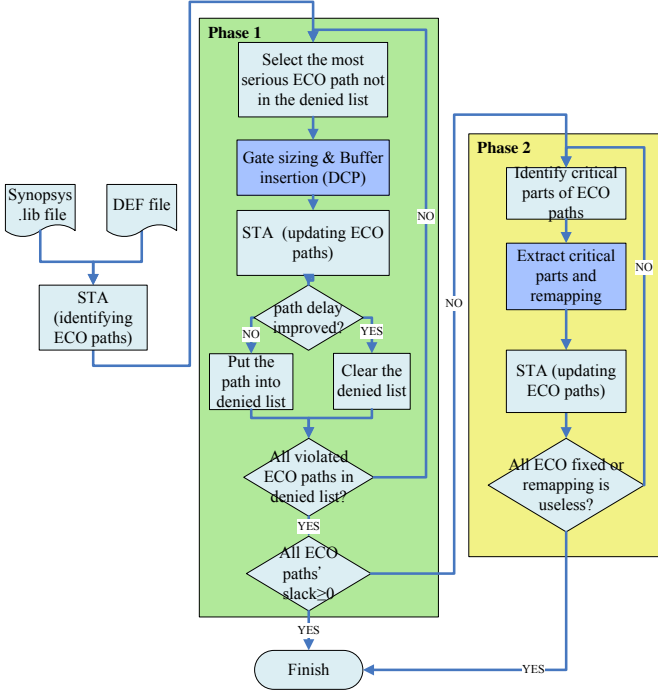 Phase 1
Select the most
serious ECO path not
in the denied list
Gate sizing & Buffer
insertion (DCP)
NO
STA  (updating ECO
paths)
path delay
improved?
NO
YES
Put the
path into
denied list
Clear the
denied list
All violated
ECO paths in
denied list?
YES
All ECO
paths'
slack≥0
YES
Finish
Synopsys
.lib file
DEF file
STA
(identifying
ECO paths)
NO
Phase 2
Identify critical
parts of ECO
paths
Extract critical
parts and
remapping
NO
STA (updating
ECO paths)
All ECO fixed or
remapping is
useless?
YES